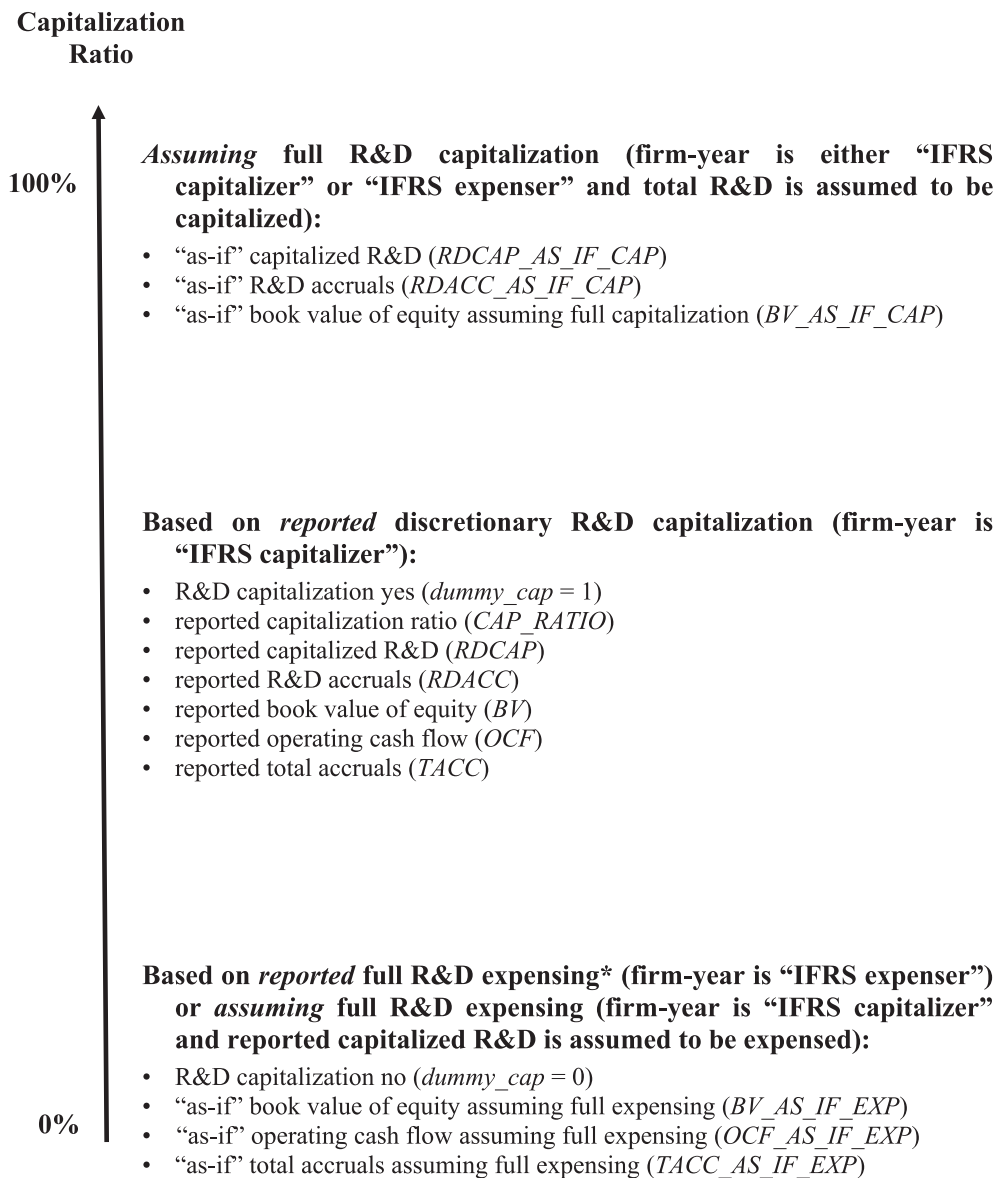 Capitalization
Ratio
100%
Assuming full R&D capitalization (firm-year is either “IFRS
capitalizer” or “IFRS expenser” and total R&D is assumed to be
capitalized):
• “as-if” capitalized R&D (RDCAP_AS_IF_CAP)
• “as-if” R&D accruals (RDACC_AS_IF_CAP)
• “as-if” book value of equity assuming full capitalization (BV_AS_IF_CAP)
Based on reported discretionary R&D capitalization (firm-year is
“IFRS capitalizer”):
• R&D capitalization yes (dummy_cap = 1)
• reported capitalization ratio (CAP_RATIO)
• reported capitalized R&D (RDCAP)
• reported R&D accruals (RDACC)
• reported book value of equity (BV)
• reported operating cash flow (OCF)
• reported total accruals (TACC)
Based on reported full R&D expensing* (firm-year is “IFRS expenser”)
or assuming full R&D expensing (firm-year is “IFRS capitalizer”
and reported capitalized R&D is assumed to be expensed):
• R&D capitalization no (dummy_cap = 0)
• “as-if” book value of equity assuming full expensing (BV_AS_IF_EXP)
0%
• “as-if” operating cash flow assuming full expensing (OCF_AS_IF_EXP)
• “as-if” total accruals assuming full expensing (TACC_AS_IF_EXP)